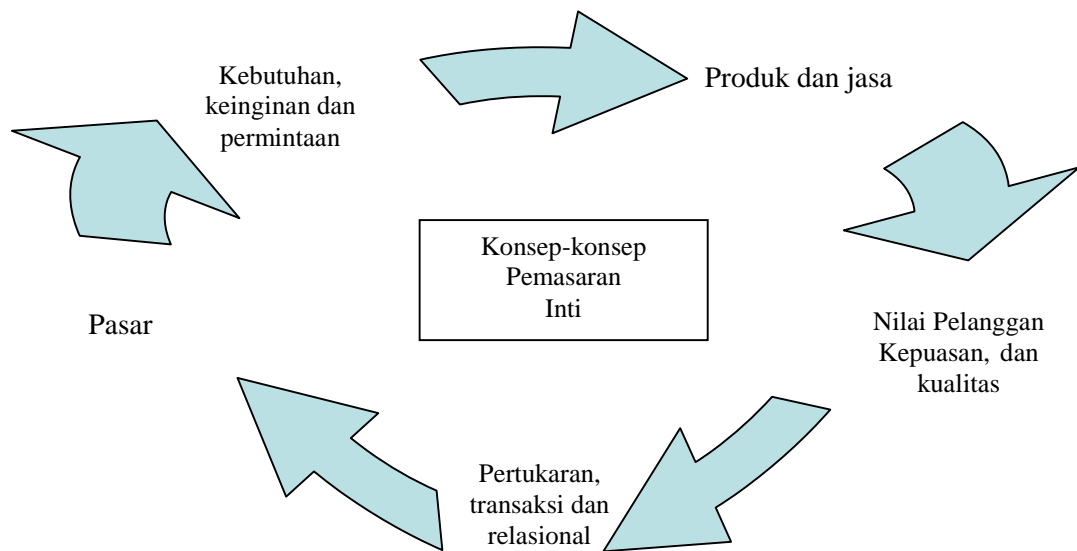 Kebutuhan,
keinginan dan
permintaan
Produk dan jasa
Konsep-konsep
Pemasaran
Inti
Pasar
Nilai Pelanggan
Kepuasan, dan
kualitas
Pertukaran,
transaksi dan
relasional